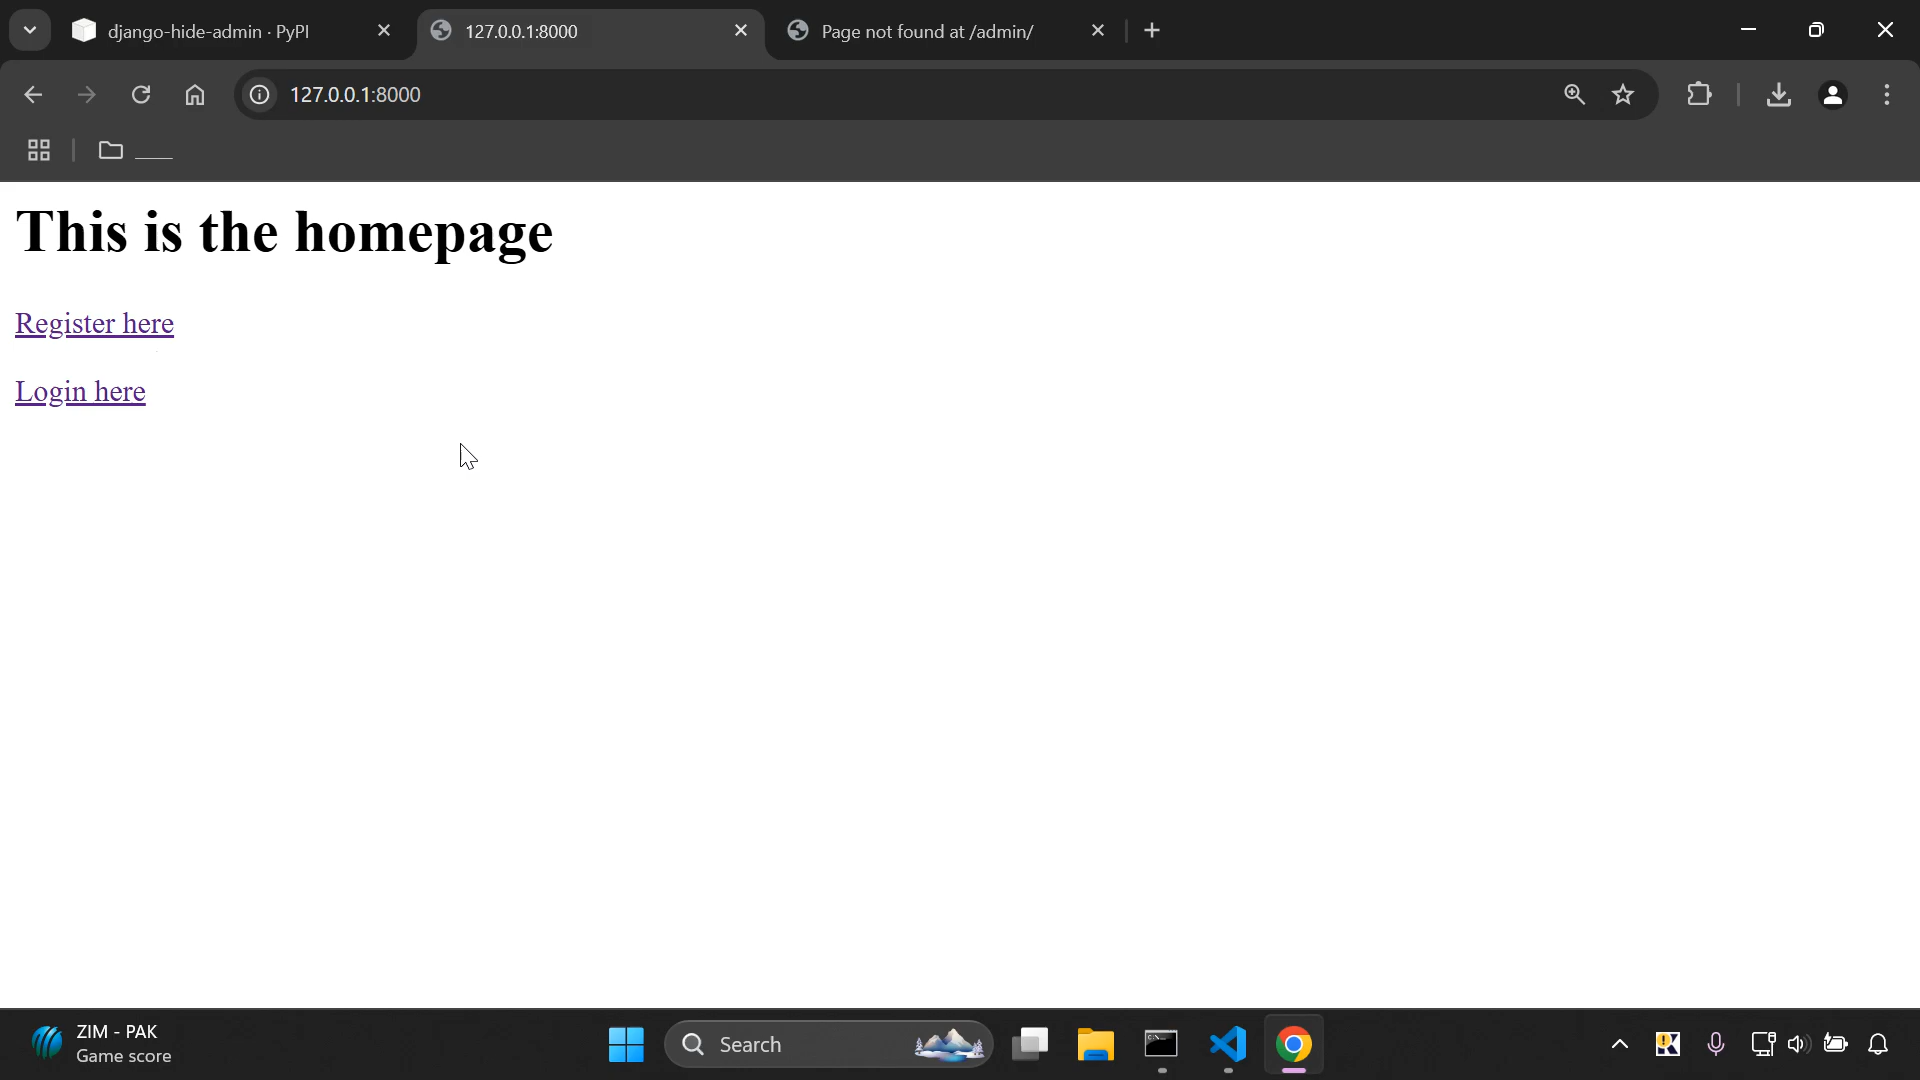 django-hide-admin · PyPI
127.0.0.1:8000
Page not found at /admin/
127.0.0.1:8000
____
This is the homepage
Register here
Login here
ZIM - PAK
Game score
Search